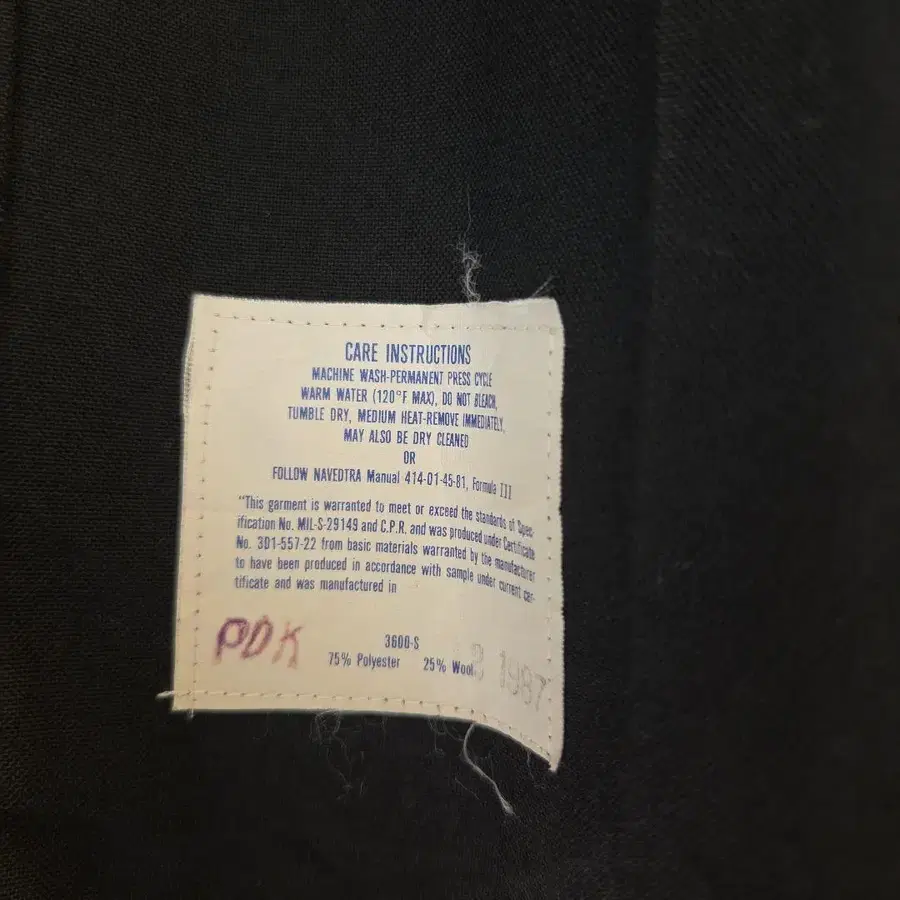 CARE INSTRUCTIONS
MACHINE WASH-PERMANENT PRESS CYCLE
WARM WATER (120°F MAX), DO NOT BLEACH,
TUMBLE DRY, MEDIUM HEAT-REMOVE IMMEDIATELY,
MAY ALSO BE DRY CLEANED
OR
FOLLOW NAVEDTRA Manual 414-01-45-81, Formula III
"This garment is warranted to meet or exceed the standards of Spec-
ification No. MIL-S-29149 and C.P.R. and was produced under Certificate
No. 3D1-557-22 from basic materials warranted by the manufacturer
to have been produced in accordance with sample under current cer-
tificate and was manufactured in
PDK
3600-S
75% Polyester 25% Wool
1987